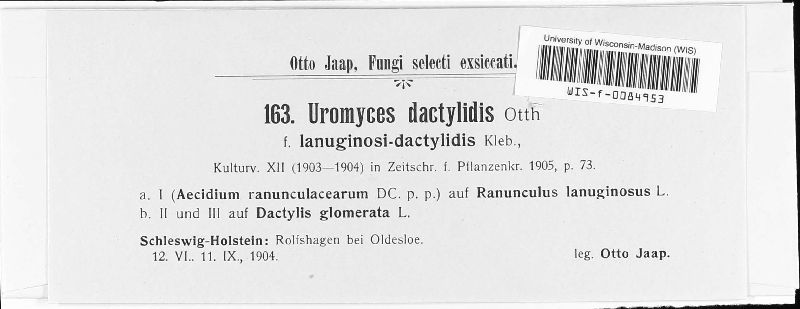 Otto Jaap, Fungi selecti exsiccati.
University of Wisconsin-Madison (WIS)
WIS-f-0084953
163. Uromyces dactylidis Otth
f. lanuginosi-dactylidis Kleb.,
Kulturv. XII (1903—1904) in Zeitschr. f. Pflanzenkr. 1905, p. 73.
a. I (Aecidium ranunculacearum DC. p. p.) auf Ranunculus lanuginosus L.
b. II und III auf Dactylis glomerata L.
Schleswig-Holstein: Rolfshagen bei Oldesloe.
12. VI.. 11. IX., 1904.
leg. Otto Jaap.